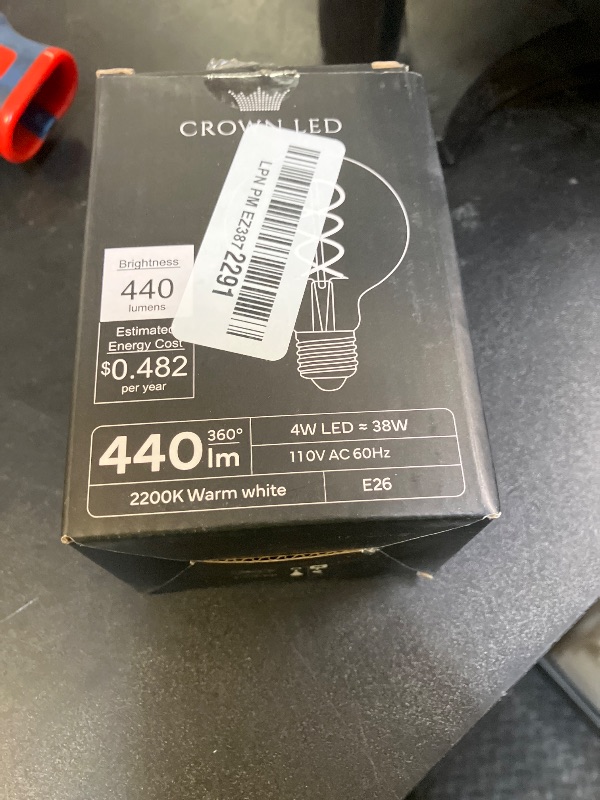 CROWN LED
LPN PM EZ387 2291
Brightness
440
lumens
Estimated
Energy Cost
$0.482
per year
440 lm 360°
4W LED ≈ 38W
110V AC 60Hz
2200K Warm white
E26